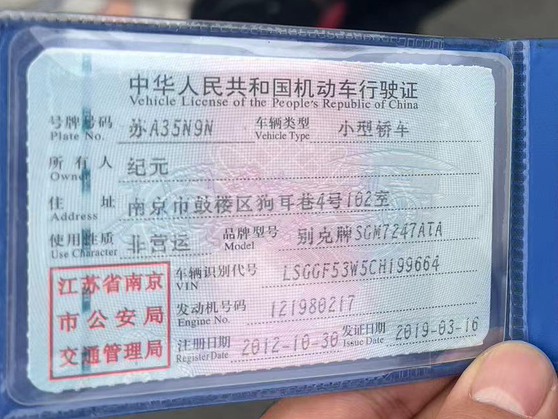 中华人民共和国机动车行驶证
Vehicle License of the People's Republic of China
号牌号码 苏A35N9N 车辆类型 小型轿车
Plate No. Vehicle Type
所有人 纪元
Owner
住址 南京市鼓楼区狗耳巷4号102室
Address
使用性质 非营运 品牌型号 别克牌SGM7247ATA
Use Character Model
江苏省南京
市公安局
交通管理局
车辆识别代号 LSGGF53W5CH199664
VIN
发动机号码 121980217
Engine No.
注册日期 2012-10-30 发证日期 2019-03-16
Register Date Issue Date